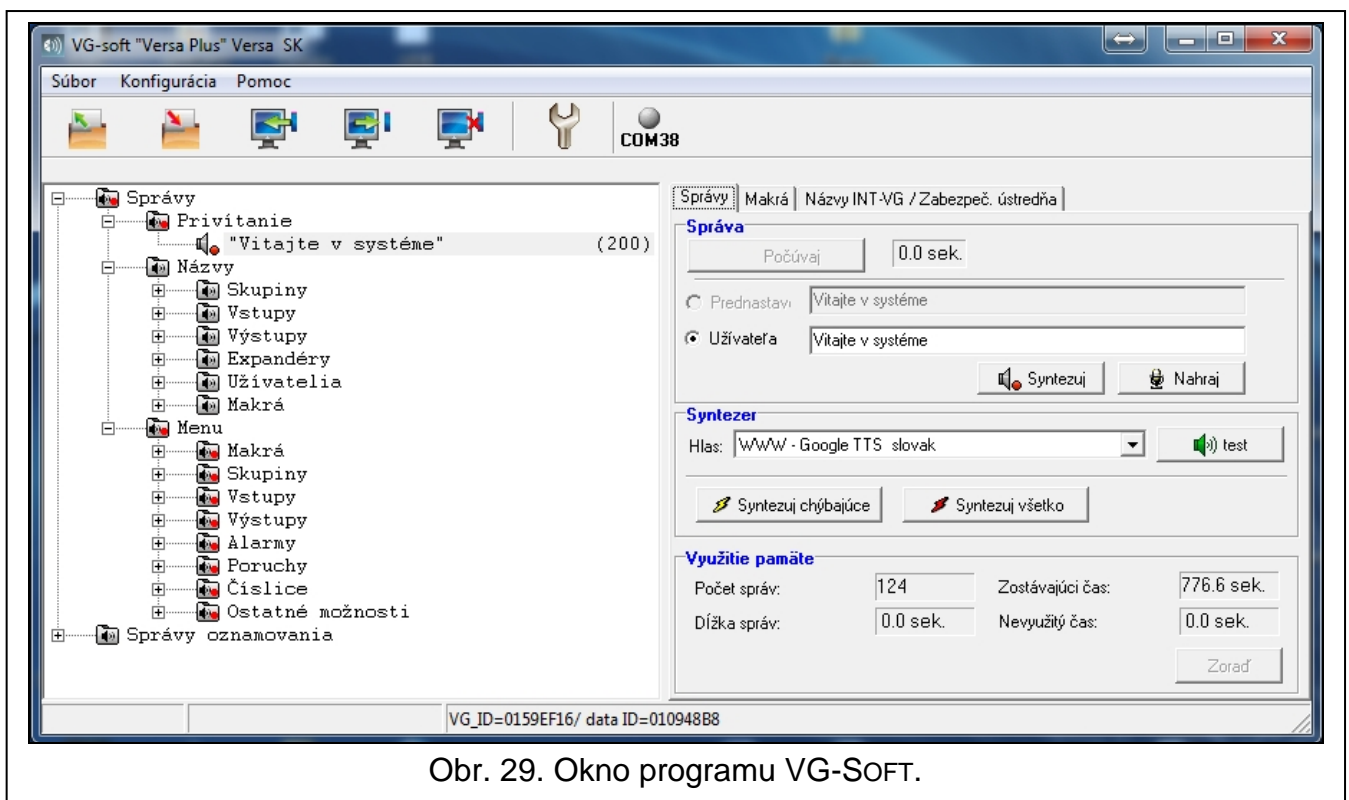 VG-soft "Versa Plus" Versa SK
Súbor Konfigurácia Pomoc
COM38
Správy
Privítanie
"Vitajte v systéme" (200)
Názvy
Skupiny
Vstupy
Výstupy
Expandéry
Užívatelia
Makrá
Menu
Makrá
Skupiny
Vstupy
Výstupy
Alarmy
Poruchy
Číslice
Ostatné možnosti
Správy oznamovania
Správy Makrá Názvy INT-VG / Zabezpeč. ústredňa
Správa
Počúvaj 0.0 sek.
Prednastav Vitajte v systéme
Užívateľa Vitajte v systéme
Syntezuj Nahraj
Syntezer
Hlas: WWW - Google TTS slovak test
Syntezuj chýbajúce Syntezuj všetko
Využitie pamäte
Počet správ: 124 Zostávajúci čas: 776.6 sek.
Dĺžka správ: 0.0 sek. Nevyužitý čas: 0.0 sek.
Zoraď
VG_ID=0159EF16/ data ID=010948B8
Obr. 29. Okno programu VG-SOFT.